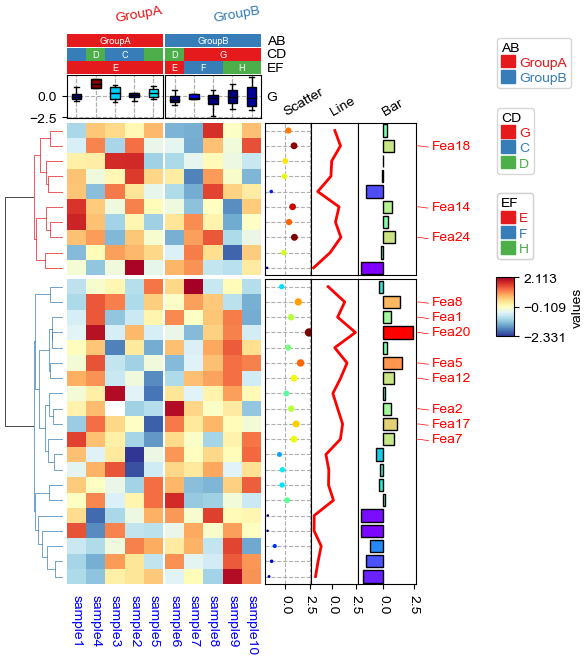 GroupA GroupB
GroupA GroupB AB
D C D G CD
E E F H EF
0.0
−2.5
G
Scatter Line Bar
Fea18
Fea14
Fea24
Fea8
Fea1
Fea20
Fea5
Fea12
Fea2
Fea17
Fea7
0.0 2.5 0.0 2.5 0.0 2.5
sample1 sample4 sample3 sample2 sample5 sample6 sample7 sample8 sample9 sample10
AB
GroupA
GroupB
CD
G
C
D
EF
E
F
H
2.113
−0.109
−2.331
values